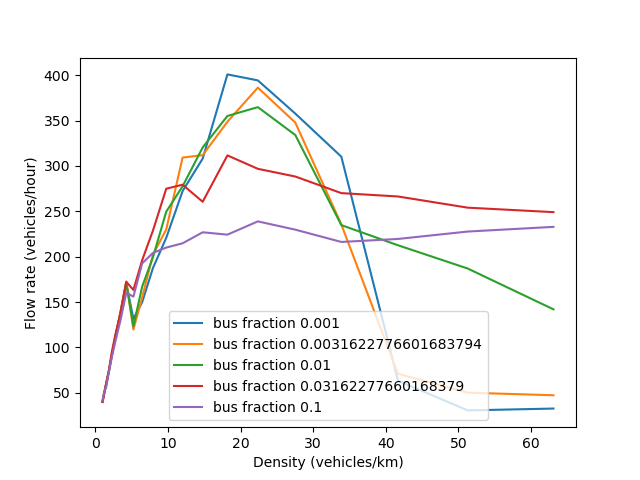 400
350
300
250
200
150
100
50
Flow rate (vehicles/hour)
bus fraction 0.001
bus fraction 0.0031622776601683794
bus fraction 0.01
bus fraction 0.03162277660168379
bus fraction 0.1
0 10 20 30 40 50 60
Density (vehicles/km)